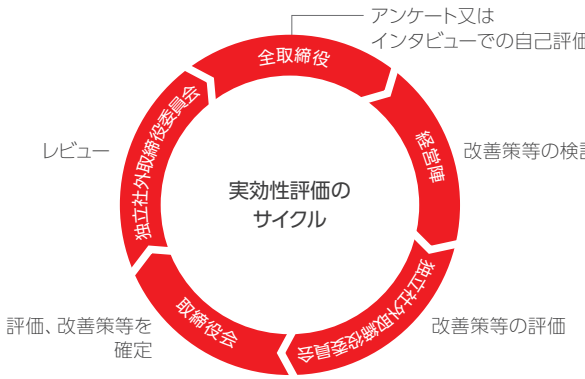 アンケート又は
インタビューでの自己評価
全取締役
経営陣
改善策等の検討
独立社外取締役委員会
改善策等の評価
取締役会
評価、改善策等を
確定
独立社外取締役委員会
レビュー
実効性評価の
サイクル